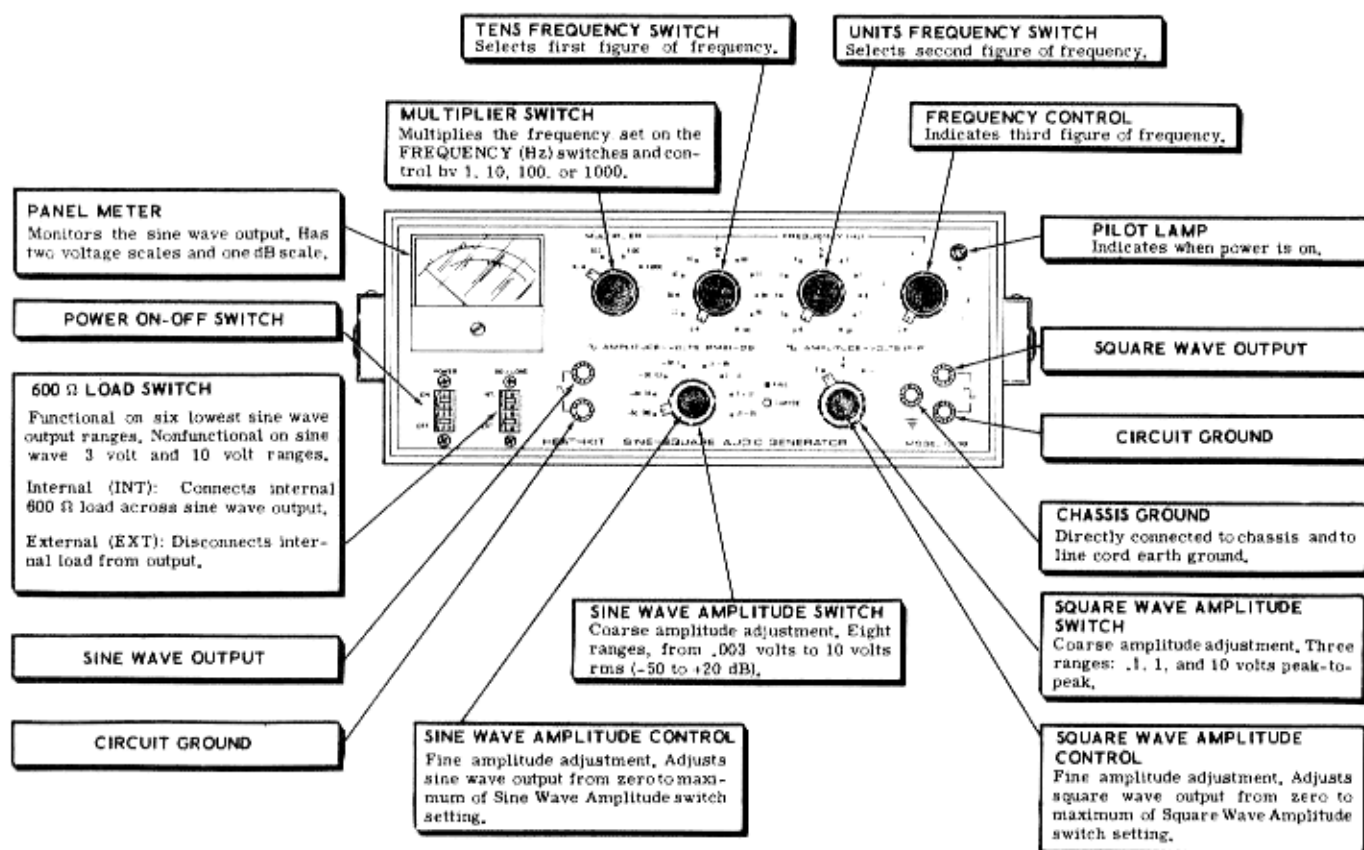 TENS FREQUENCY SWITCH
Selects first figure of frequency.
UNITS FREQUENCY SWITCH
Selects second figure of frequency.
MULTIPLIER SWITCH
Multiplies the frequency set on the
FREQUENCY (Hz) switches and con-
trol by 1, 10, 100, or 1000.
FREQUENCY CONTROL
Indicates third figure of frequency.
PANEL METER
Monitors the sine wave output. Has
two voltage scales and one dB scale.
PILOT LAMP
Indicates when power is on.
POWER ON-OFF SWITCH
SQUARE WAVE OUTPUT
600 Ω LOAD SWITCH
Functional on six lowest sine wave
output ranges. Nonfunctional on sine
wave 3 volt and 10 volt ranges.
Internal (INT): Connects internal
600 Ω load across sine wave output.
External (EXT): Disconnects inter-
nal load from output.
CIRCUIT GROUND
CHASSIS GROUND
Directly connected to chassis and to
line cord earth ground.
SINE WAVE OUTPUT
SINE WAVE AMPLITUDE SWITCH
Coarse amplitude adjustment. Eight
ranges, from .003 volts to 10 volts
rms (-50 to +20 dB).
SQUARE WAVE AMPLITUDE
SWITCH
Coarse amplitude adjustment. Three
ranges: .1, 1, and 10 volts peak-to-
peak.
CIRCUIT GROUND
SINE WAVE AMPLITUDE CONTROL
Fine amplitude adjustment. Adjusts
sine wave output from zero to maxi-
mum of Sine Wave Amplitude switch
setting.
SQUARE WAVE AMPLITUDE
CONTROL
Fine amplitude adjustment. Adjusts
square wave output from zero to
maximum of Square Wave Amplitude
switch setting.
MULTIPLIER
FREQUENCY (Hz)
AMPLITUDE - VOLTS RMS
AMPLITUDE - VOLTS P-P
POWER
LOAD
SINE-SQUARE AUDIO GENERATOR
MODEL